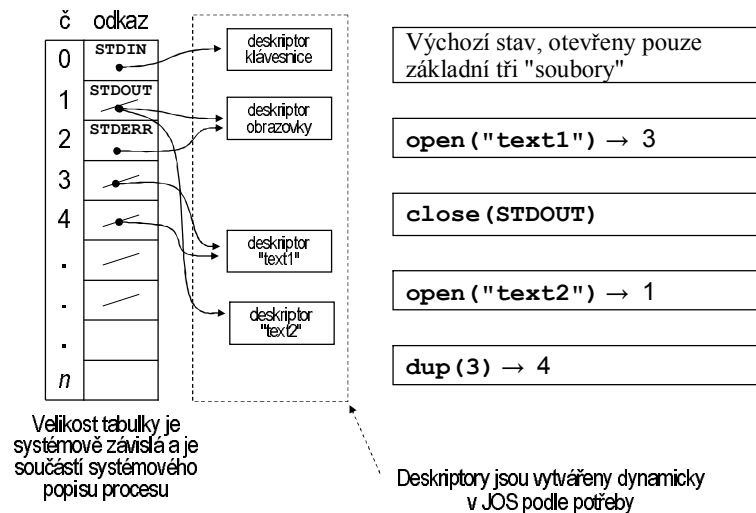 č odkaz
0 STDIN
1 STDOUT
2 STDERR
3
4
.
.
.
n
deskriptor
klávesnice
deskriptor
obrazovky
deskriptor
"text1"
deskriptor
"text2"
Velikost tabulky je
systémově závislá a je
součástí systémového
popisu procesu
Výchozí stav, otevřeny pouze
základní tři "soubory"
open("text1") → 3
close(STDOUT)
open("text2") → 1
dup(3) → 4
Deskriptory jsou vytvářeny dynamicky
v JOS podle potřeby